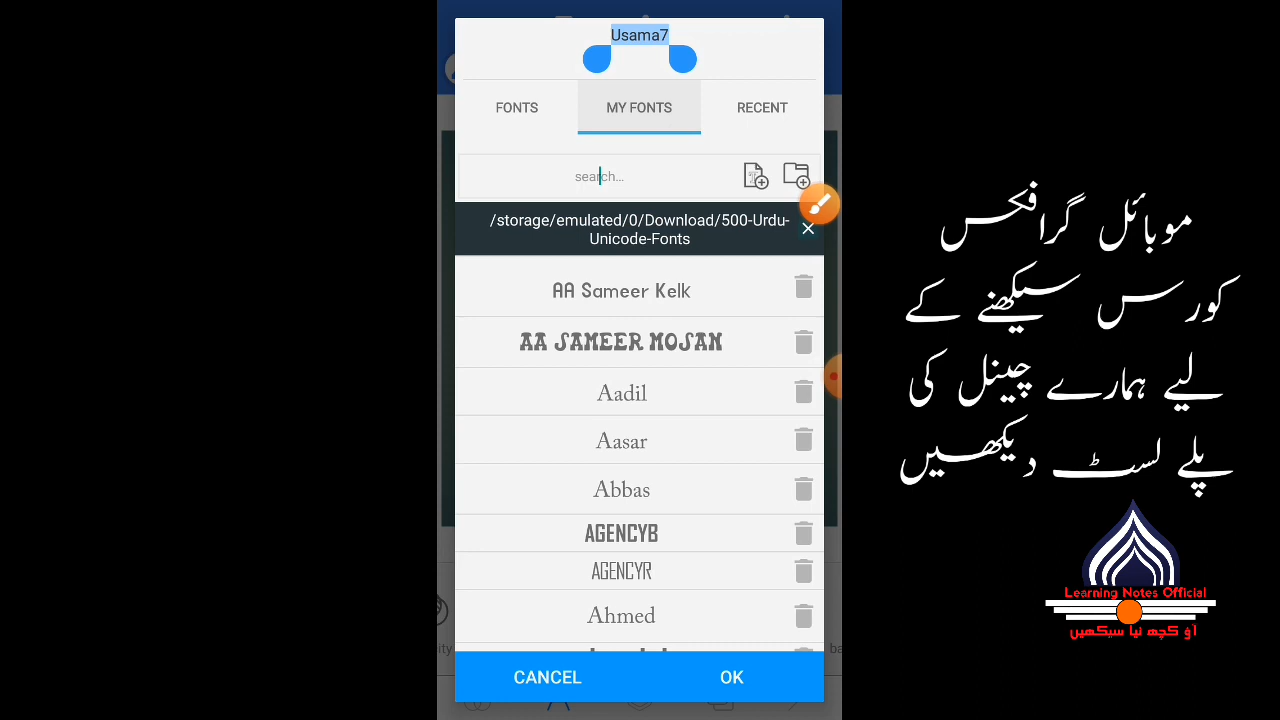 Usama7
FONTS
MY FONTS
RECENT
search...
/storage/emulated/0/Download/500-Urdu-
Unicode-Fonts
AA Sameer Kelk
AA SAMEER MOSAN
Aadil
Aasar
Abbas
AGENCYB
AGENCYR
Ahmed
CANCEL
OK
موبائل گرافکس
کورس سیکھنے کے
لیے ہمارے چینل کی
پلے لسٹ دیکھیں
Learning Notes Official
آؤ کچھ نیا سیکھیں